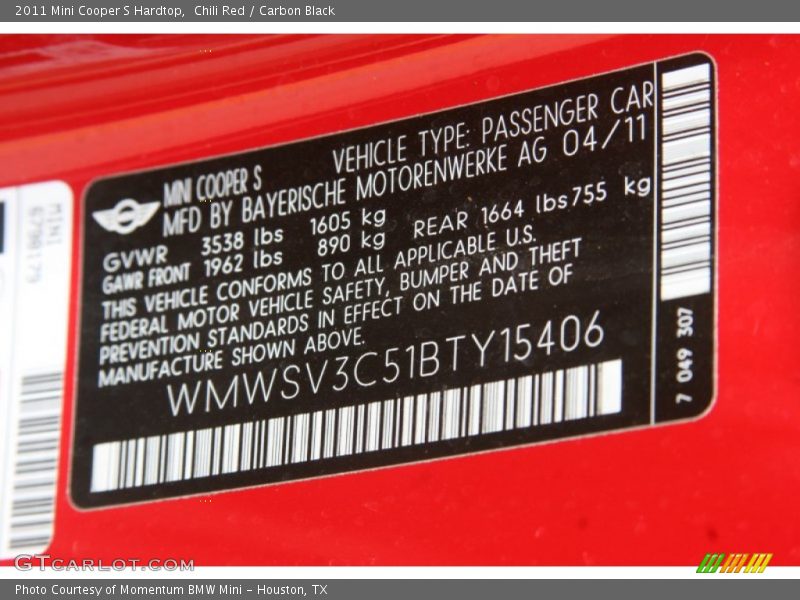 2011 Mini Cooper S Hardtop,  Chili Red / Carbon Black
MINI COOPER S
VEHICLE TYPE: PASSENGER CAR
MFD BY BAYERISCHE MOTORENWERKE AG 04/11
GVWR 3538 lbs 1605 kg
GAWR FRONT 1962 lbs 890 kg REAR 1664 lbs 755 kg
THIS VEHICLE CONFORMS TO ALL APPLICABLE U.S.
FEDERAL MOTOR VEHICLE SAFETY, BUMPER AND THEFT
PREVENTION STANDARDS IN EFFECT ON THE DATE OF
MANUFACTURE SHOWN ABOVE.
WMWSV3C51BTY15406
7 049 307
MINI
6798179
GTCARLOT.COM
Photo Courtesy of Momentum BMW Mini - Houston, TX